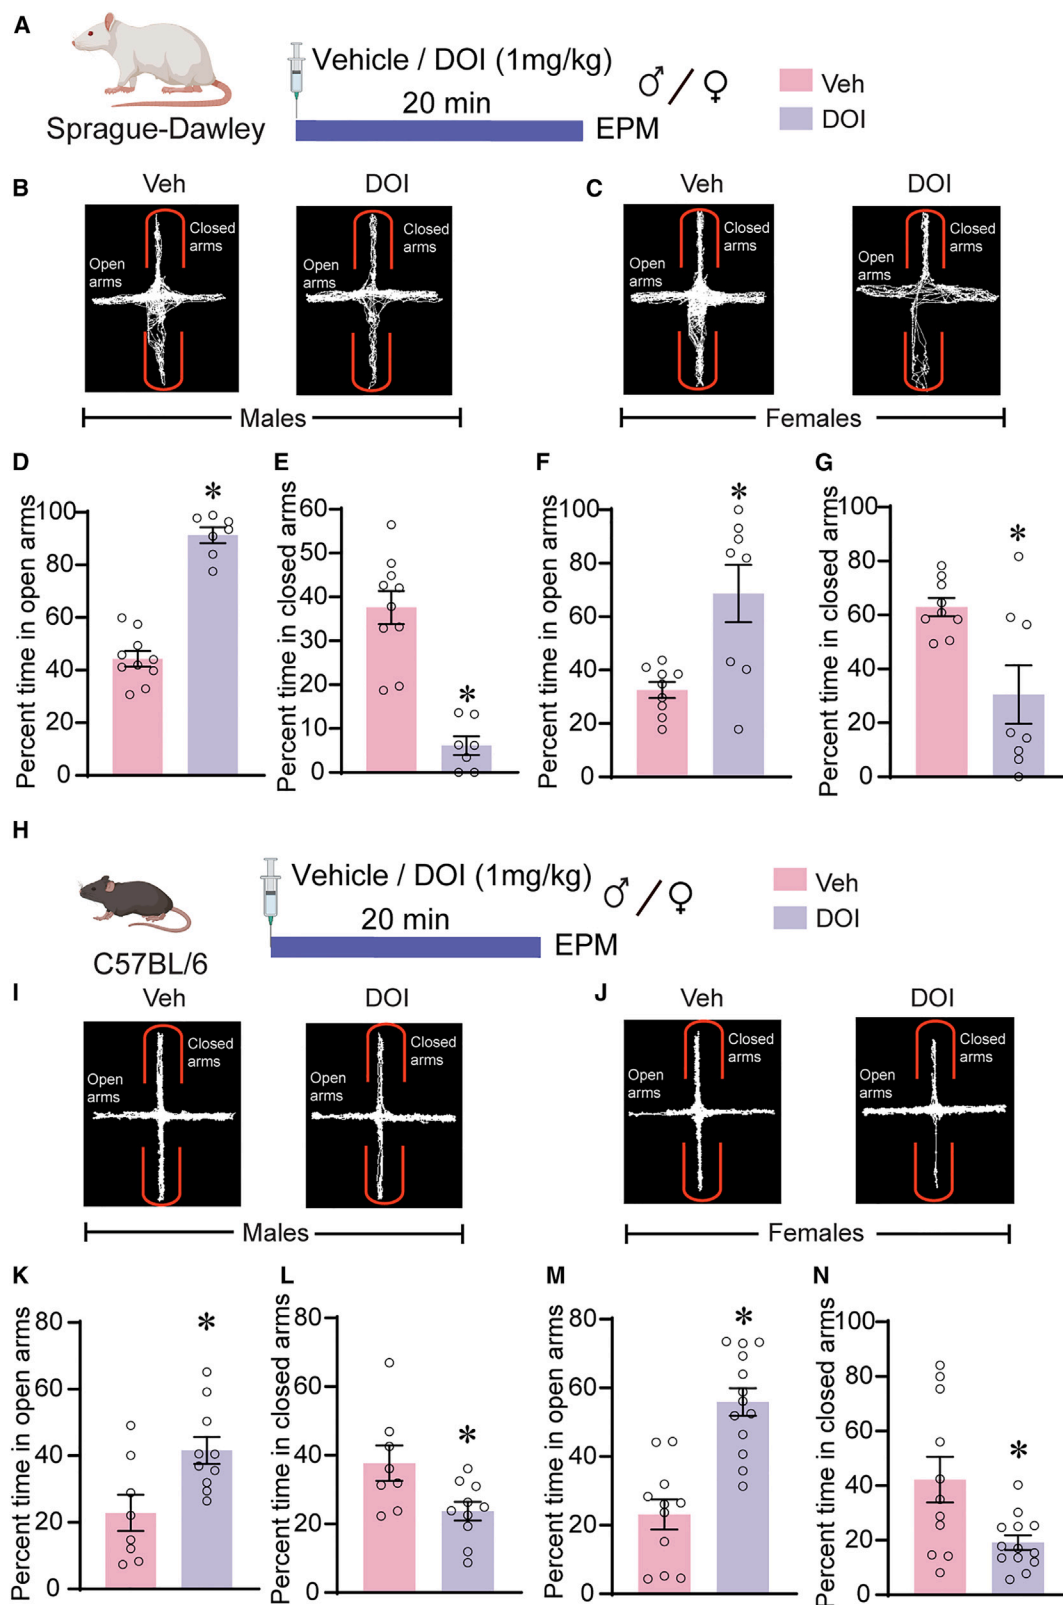 A
Sprague-Dawley
Vehicle / DOI (1mg/kg)
20 min
EPM
♂/♀
Veh
DOI
B
Veh
Open arms
Closed arms
DOI
Open arms
Closed arms
Males
C
Veh
Open arms
Closed arms
DOI
Open arms
Closed arms
Females
D
Percent time in open arms
100
80
60
40
20
0
*
E
Percent time in closed arms
60
50
40
30
20
10
0
*
F
Percent time in open arms
100
80
60
40
20
0
*
G
Percent time in closed arms
100
80
60
40
20
0
*
H
C57BL/6
Vehicle / DOI (1mg/kg)
20 min
EPM
♂/♀
Veh
DOI
I
Veh
Open arms
Closed arms
DOI
Open arms
Closed arms
Males
J
Veh
Open arms
Closed arms
DOI
Open arms
Closed arms
Females
K
Percent time in open arms
80
60
40
20
0
*
L
Percent time in closed arms
80
60
40
20
0
*
M
Percent time in open arms
80
60
40
20
0
*
N
Percent time in closed arms
100
80
60
40
20
0
*